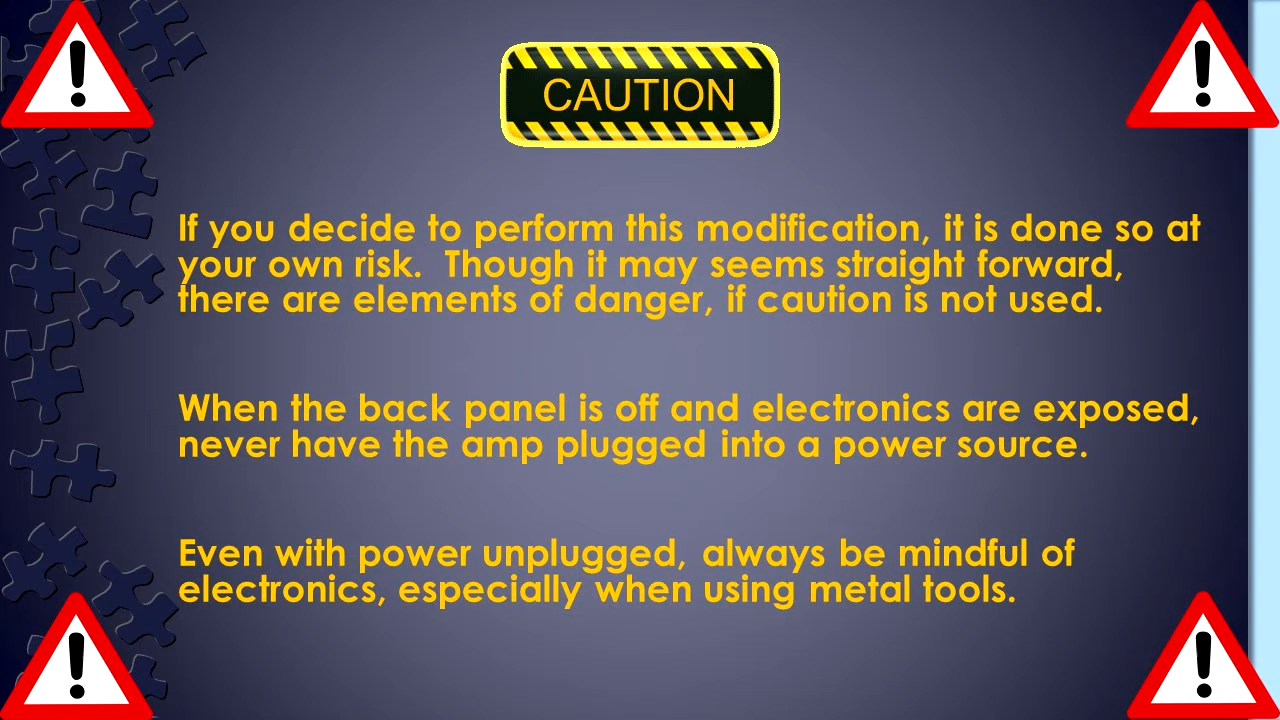 CAUTION
If you decide to perform this modification, it is done so at
your own risk.  Though it may seems straight forward,
there are elements of danger, if caution is not used.
When the back panel is off and electronics are exposed,
never have the amp plugged into a power source.
Even with power unplugged, always be mindful of
electronics, especially when using metal tools.